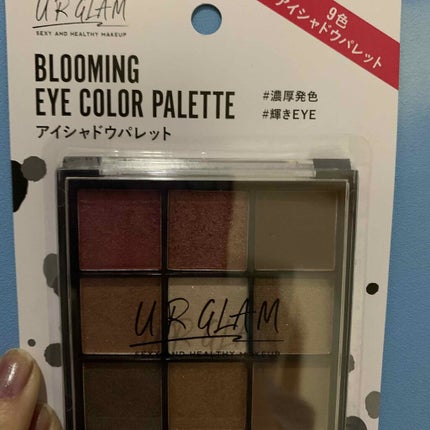 UR GLAM
SEXY AND HEALTHY MAKEUP
9色
アイシャドウパレット
BLOOMING
EYE COLOR PALETTE
アイシャドウパレット
#濃厚発色
#輝きEYE
UR GLAM
SEXY AND HEALTHY MAKEUP